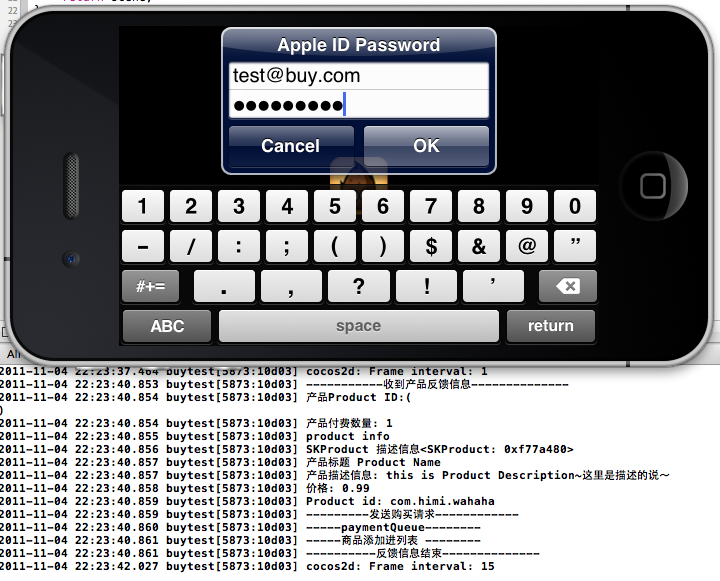 Apple ID Password
test@buy.com
●●●●●●●●●
Cancel OK
1 2 3 4 5 6 7 8 9 0
- / : ; ( ) $ & @ ”
#+= . , ? ! ’
ABC space return
All
2011-11-04 22:23:37.464 buytest[5873:10d03] cocos2d: Frame interval: 1
2011-11-04 22:23:40.853 buytest[5873:10d03] -----------收到产品反馈信息--------------
2011-11-04 22:23:40.854 buytest[5873:10d03] 产品Product ID:(
)
2011-11-04 22:23:40.854 buytest[5873:10d03] 产品付费数量: 1
2011-11-04 22:23:40.855 buytest[5873:10d03] product info
2011-11-04 22:23:40.856 buytest[5873:10d03] SKProduct 描述信息<SKProduct: 0xf77a480>
2011-11-04 22:23:40.857 buytest[5873:10d03] 产品标题 Product Name
2011-11-04 22:23:40.857 buytest[5873:10d03] 产品描述信息: this is Product Description~这里是描述的说～
2011-11-04 22:23:40.858 buytest[5873:10d03] 价格: 0.99
2011-11-04 22:23:40.859 buytest[5873:10d03] Product id: com.himi.wahaha
2011-11-04 22:23:40.859 buytest[5873:10d03] ---------发送购买请求------------
2011-11-04 22:23:40.860 buytest[5873:10d03] -----paymentQueue--------
2011-11-04 22:23:40.861 buytest[5873:10d03] -----商品添加进列表 --------
2011-11-04 22:23:40.861 buytest[5873:10d03] ----------反馈信息结束--------------
2011-11-04 22:23:42.027 buytest[5873:10d03] cocos2d: Frame interval: 15